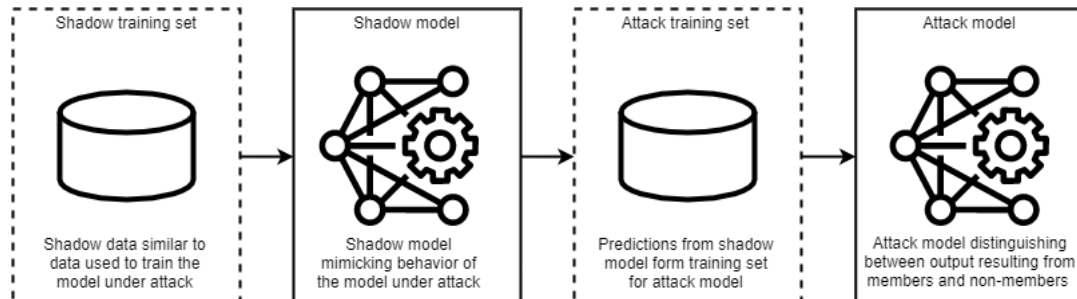 Shadow training set
Shadow data similar to
data used to train the
model under attack
Shadow model
Shadow model
mimicking behavior of
the model under attack
Attack training set
Predictions from shadow
model form training set
for attack model
Attack model
Attack model distinguishing
between output resulting from
members and non-members